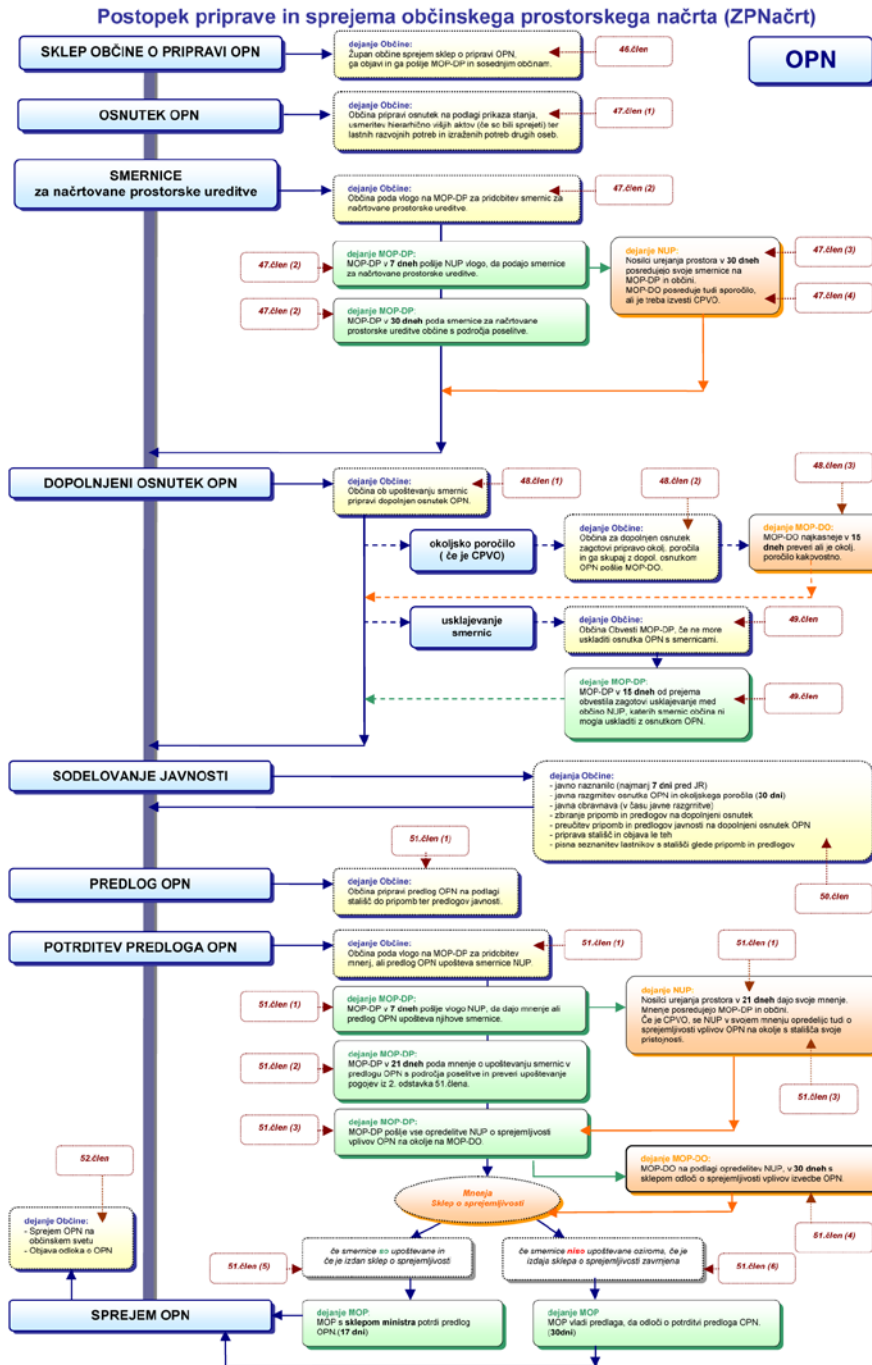 Postopek priprave in sprejema občinskega prostorskega načrta (ZPNačrt)
SKLEP OBČINE O PRIPRAVI OPN
dejanje Občine:
Župan občine sprejem sklep o pripravi OPN.
ga objavi in ga pošlje MOP-DP in sosednjim občinam.
46.člen
OPN
OSNUTEK OPN
dejanje Občine:
Občina pripravi osnutek na podlagi prikaza stanja,
usmeritev hierarhično višjih aktov (če so bili sprejeti) ter
lastnih razvojnih potreb in izraženih potreb drugih oseb.
47.člen (1)
SMERNICE
za načrtovane prostorske ureditve
dejanje Občine:
Občina poda vlogo na MOP-DP za pridobitev smernic za
načrtovane prostorske ureditve.
47.člen (2)
47.člen (2)
dejanje MOP-DP:
MOP-DP v 7 dneh pošlje NUP vlogo, da podajo smernice
za načrtovane prostorske ureditve.
dejanje NUP:
Nosilci urejanja prostora v 30 dneh
posredujejo svoje smernice na
MOP-DP in občini.
MOP-DO posreduje tudi sporočilo,
ali je treba izvesti CPVO.
47.člen (3)
47.člen (4)
47.člen (2)
dejanje MOP-DP:
MOP-DP v 30 dneh poda smernice za načrtovane
prostorske ureditve občine s področja poselitve.
DOPOLNJENI OSNUTEK OPN
dejanje Občine:
Občina ob upoštevanju smernic
pripravi dopolnjen osnutek OPN.
48.člen (1)
48.člen (2)
48.člen (3)
okoljsko poročilo
( če je CPVO)
dejanje Občine:
Občina za dopolnjen osnutek
zagotovi pripravo okolj. poročila
in ga skupaj z dopol. osnutkom
OPN pošlje MOP-DO.
dejanje MOP-DO:
MOP-DO najkasneje v 15
dneh preveri ali je okolj.
poročilo kakovostno.
usklajevanje
smernic
dejanje Občine:
Občina Obvesti MOP-DP, če ne more
uskladiti osnutka OPN s smernicami.
49.člen
dejanje MOP-DP:
MOP-DP v 15 dneh od prejema
obvestila zagotovi usklajevanje med
občino NUP, katerih smernic občina ni
mogla uskladiti z osnutkom OPN.
49.člen
SODELOVANJE JAVNOSTI
dejanja Občine:
- javno naznanilo (najmanj 7 dni pred JR)
- javna razgrnitev osnutka OPN in okoljskega poročila (30 dni)
- javna obravnava (v času javne razgrnitve)
- zbiranje pripomb in predlogov na dopolnjeni osnutek
- preučitev pripomb in predlogov javnosti na dopolnjeni osnutek OPN
- priprava stališč in objava le teh
- pisna seznanitev lastnikov s stališči glede pripomb in predlogov
50.člen
51.člen (1)
PREDLOG OPN
dejanje Občine:
Občina pripravi predlog OPN na podlagi
stališč do pripomb ter predlogov javnosti.
POTRDITEV PREDLOGA OPN
dejanje Občine:
Občina poda vlogo na MOP-DP za pridobitev
mnenj, ali predlog OPN upošteva smernice NUP.
51.člen (1)
51.člen (1)
51.člen (1)
dejanje MOP-DP:
MOP-DP v 7 dneh pošlje vlogo NUP, da dajo mnenje ali
predlog OPN upošteva njihove smernice.
dejanje NUP:
Nosilci urejanja prostora v 21 dneh dajo svoje mnenje.
Mnenje posredujejo MOP-DP in občini.
Če je CPVO, se NUP v svojem mnenju opredelijo tudi o
sprejemljivosti vplivov OPN na okolje s stališča svoje
pristojnosti.
51.člen (2)
dejanje MOP-DP:
MOP-DP v 21 dneh poda mnenje o upoštevanju smernic v
predlogu OPN s področja poselitve in preveri upoštevanje
pogojev iz 2. odstavka 51.člena.
51.člen (3)
51.člen (3)
dejanje MOP-DP:
MOP-DP pošlje vse opredelitve NUP o sprejemljivosti
vplivov OPN na okolje na MOP-DO.
dejanje MOP-DO:
MOP-DO na podlagi opredelitev NUP, v 30 dneh s
sklepom odloči o sprejemljivosti vplivov izvedbe OPN.
51.člen (4)
52.člen
Mnenja
Sklep o sprejemljivosti
dejanje Občine:
- Sprejem OPN na
občinskem svetu
- Objava odloka o OPN
51.člen (5)
če smernice so upoštevane in
če je izdan sklep o sprejemljivosti
če smernice niso upoštevane oziroma, če je
izdaja sklepa o sprejemljivosti zavrnjena
51.člen (6)
SPREJEM OPN
dejanje MOP:
MOP s sklepom ministra potrdi predlog
OPN.(17 dni)
dejanje MOP
MOP vladi predlaga, da odloči o potrditvi predloga OPN.
(30dni)